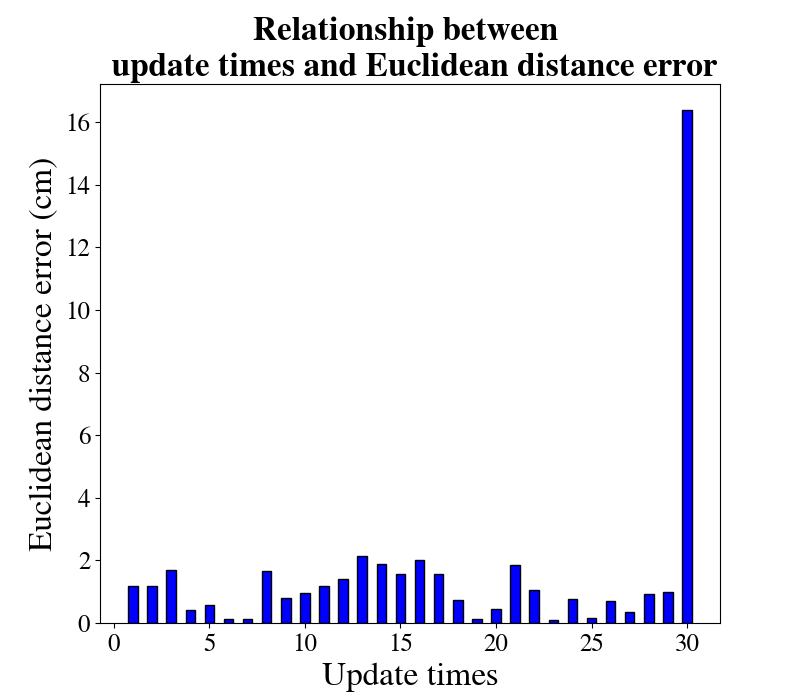 Relationship between
update times and Euclidean distance error
Euclidean distance error (cm)
16
14
12
10
8
6
4
2
0
0 5 10 15 20 25 30
Update times